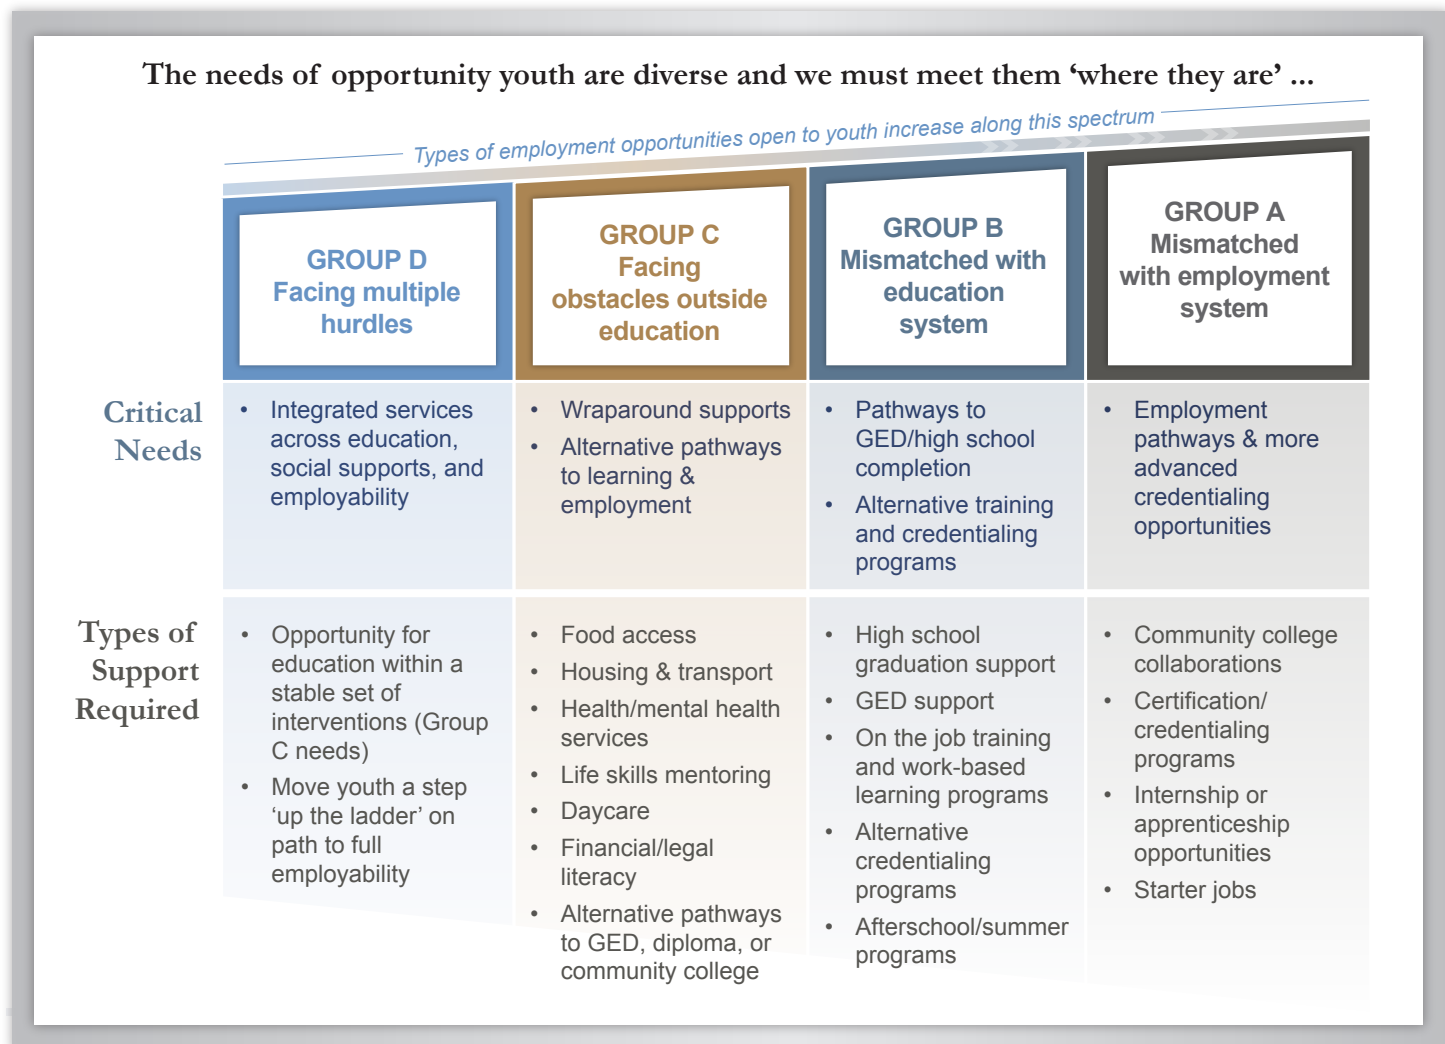 The needs of opportunity youth are diverse and we must meet them ‘where they are’ ...
Types of employment opportunities open to youth increase along this spectrum
GROUP D
Facing multiple
hurdles
GROUP C
Facing
obstacles outside
education
GROUP B
Mismatched with
education
system
GROUP A
Mismatched
with employment
system
Critical
Needs
• Integrated services
across education,
social supports, and
employability
• Wraparound supports
• Alternative pathways
to learning &
employment
• Pathways to
GED/high school
completion
• Alternative training
and credentialing
programs
• Employment
pathways & more
advanced
credentialing
opportunities
Types of
Support
Required
• Opportunity for
education within a
stable set of
interventions (Group
C needs)
• Move youth a step
‘up the ladder’ on
path to full
employability
• Food access
• Housing & transport
• Health/mental health
services
• Life skills mentoring
• Daycare
• Financial/legal
literacy
• Alternative pathways
to GED, diploma, or
community college
• High school
graduation support
• GED support
• On the job training
and work-based
learning programs
• Alternative
credentialing
programs
• Afterschool/summer
programs
• Community college
collaborations
• Certification/
credentialing
programs
• Internship or
apprenticeship
opportunities
• Starter jobs